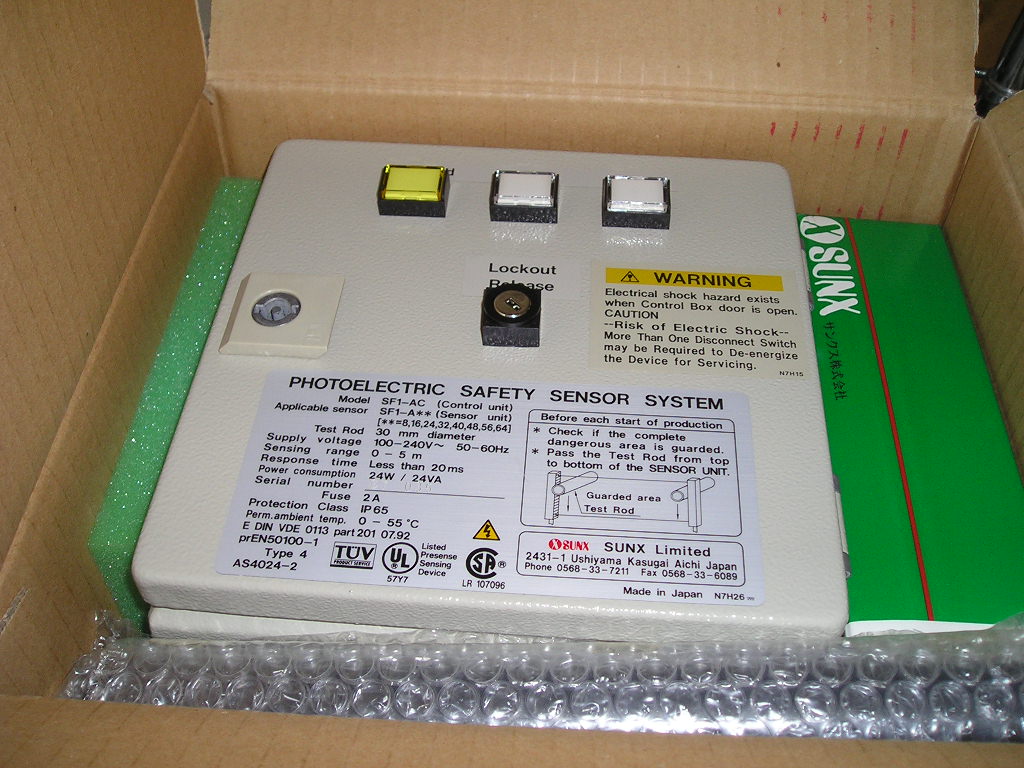 Lockout
Release
WARNING
Electrical shock hazard exists
when Control Box door is open.
CAUTION
--Risk of Electric Shock--
More Than One Disconnect Switch
may be Required to De-energize
the Device for Servicing.
N7H15
SUNX
サンクス株式会社
PHOTOELECTRIC SAFETY SENSOR SYSTEM
Model SF1-AC (Control unit)
Applicable sensor SF1-A** (Sensor unit)
[**=8,16,24,32,40,48,56,64]
Test Rod 30 mm diameter
Supply voltage 100-240V~ 50-60Hz
Sensing range 0 - 5 m
Response time Less than 20ms
Power consumption 24W / 24VA
Serial number
Fuse 2A
Protection Class IP65
Perm.ambient temp. 0 - 55°C
E DIN VDE 0113 part 201 07.92
prEN50100-1
Type 4
AS4024-2
TÜV
PRODUCT SERVICE
UL
57Y7
Listed
Presense
Sensing
Device
SA
LR 107096
Before each start of production
* Check if the complete
dangerous area is guarded.
* Pass the Test Rod from top
to bottom of the SENSOR UNIT.
Guarded area
Test Rod
SUNX SUNX Limited
2431-1 Ushiyama Kasugai Aichi Japan
Phone 0568-33-7211 Fax 0568-33-6089
Made in Japan N7H26